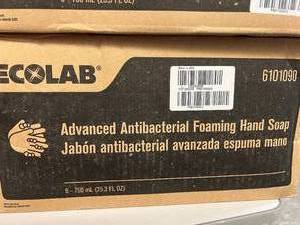 ECOLAB®
6101090
Advanced Antibacterial Foaming Hand Soap
Jabón antibacterial avanzada espuma mano
6 - 750 mL (25.3 FL OZ)